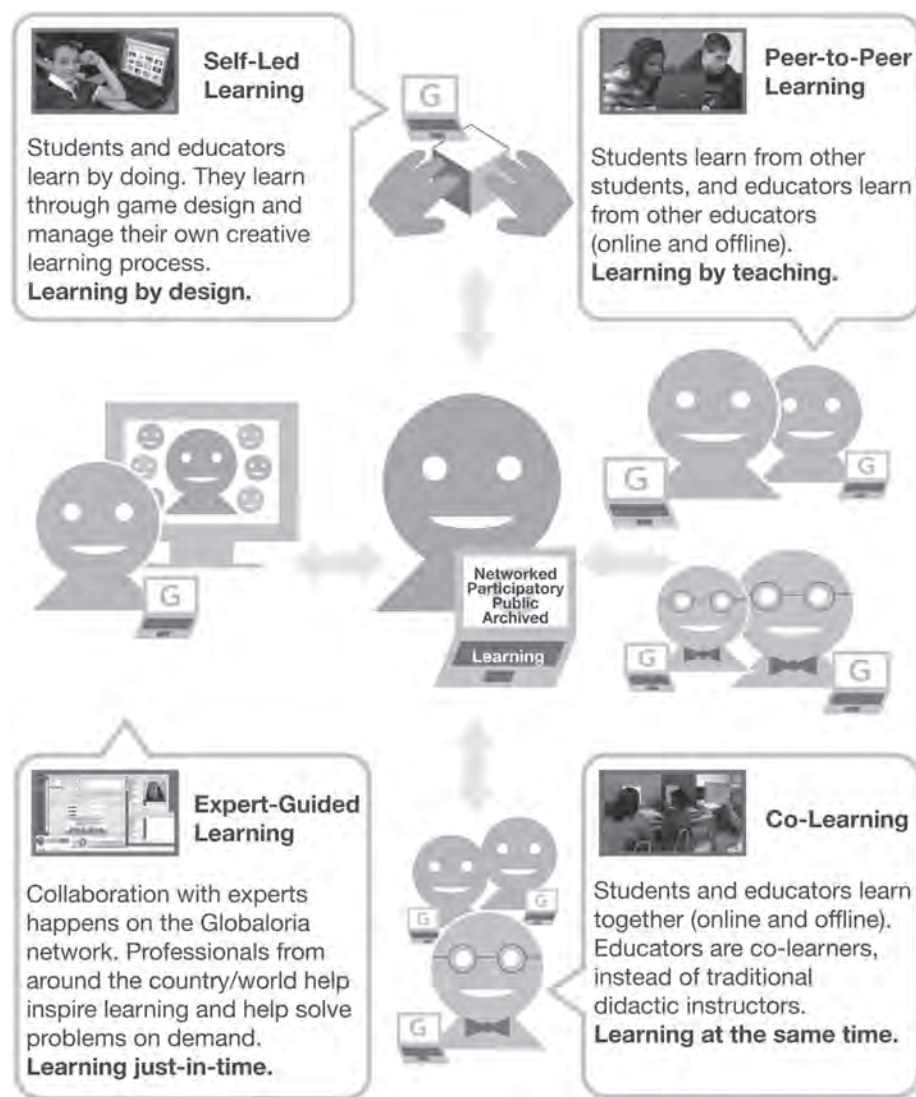 Self-Led
Learning
Students and educators
learn by doing. They learn
through game design and
manage their own creative
learning process.
Learning by design.
G
Peer-to-Peer
Learning
Students learn from other
students, and educators learn
from other educators
(online and offline).
Learning by teaching.
G
G
G
Networked
Participatory
Public
Archived
Learning
G
G
Expert-Guided
Learning
Collaboration with experts
happens on the Globaloria
network. Professionals from
around the country/world help
inspire learning and help solve
problems on demand.
Learning just-in-time.
G
G
G
Co-Learning
Students and educators learn
together (online and offline).
Educators are co-learners,
instead of traditional
didactic instructors.
Learning at the same time.